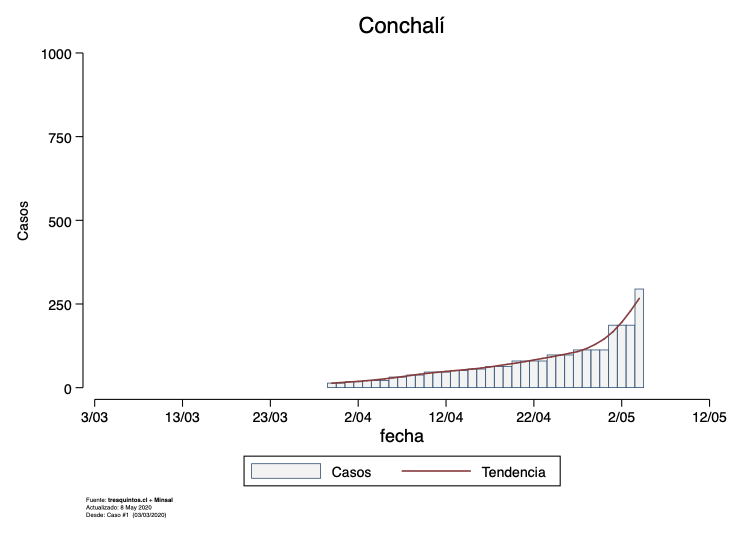 Conchalí
1000
750
500
250
0
Casos
3/03 13/03 23/03 2/04 12/04 22/04 2/05 12/05
fecha
Casos Tendencia
Fuente: tresquintos.cl + Minsal
Actualizado: 8 May 2020
Desde: Caso #1 (03/03/2020)